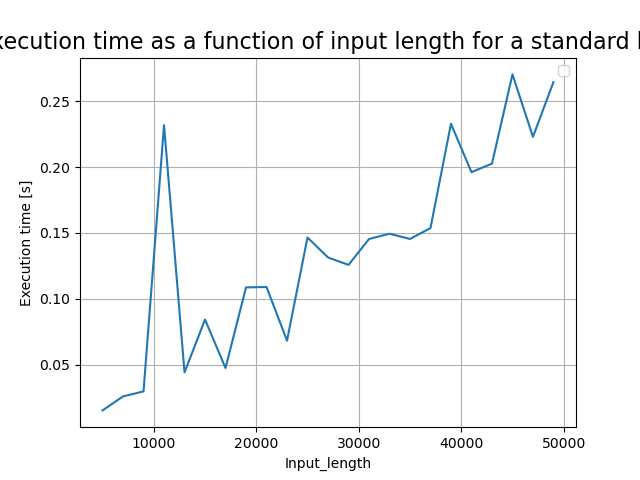 xecution time as a function of input length for a standard
0.25
0.20
0.15
0.10
0.05
Execution time [s]
10000 20000 30000 40000 50000
Input_length